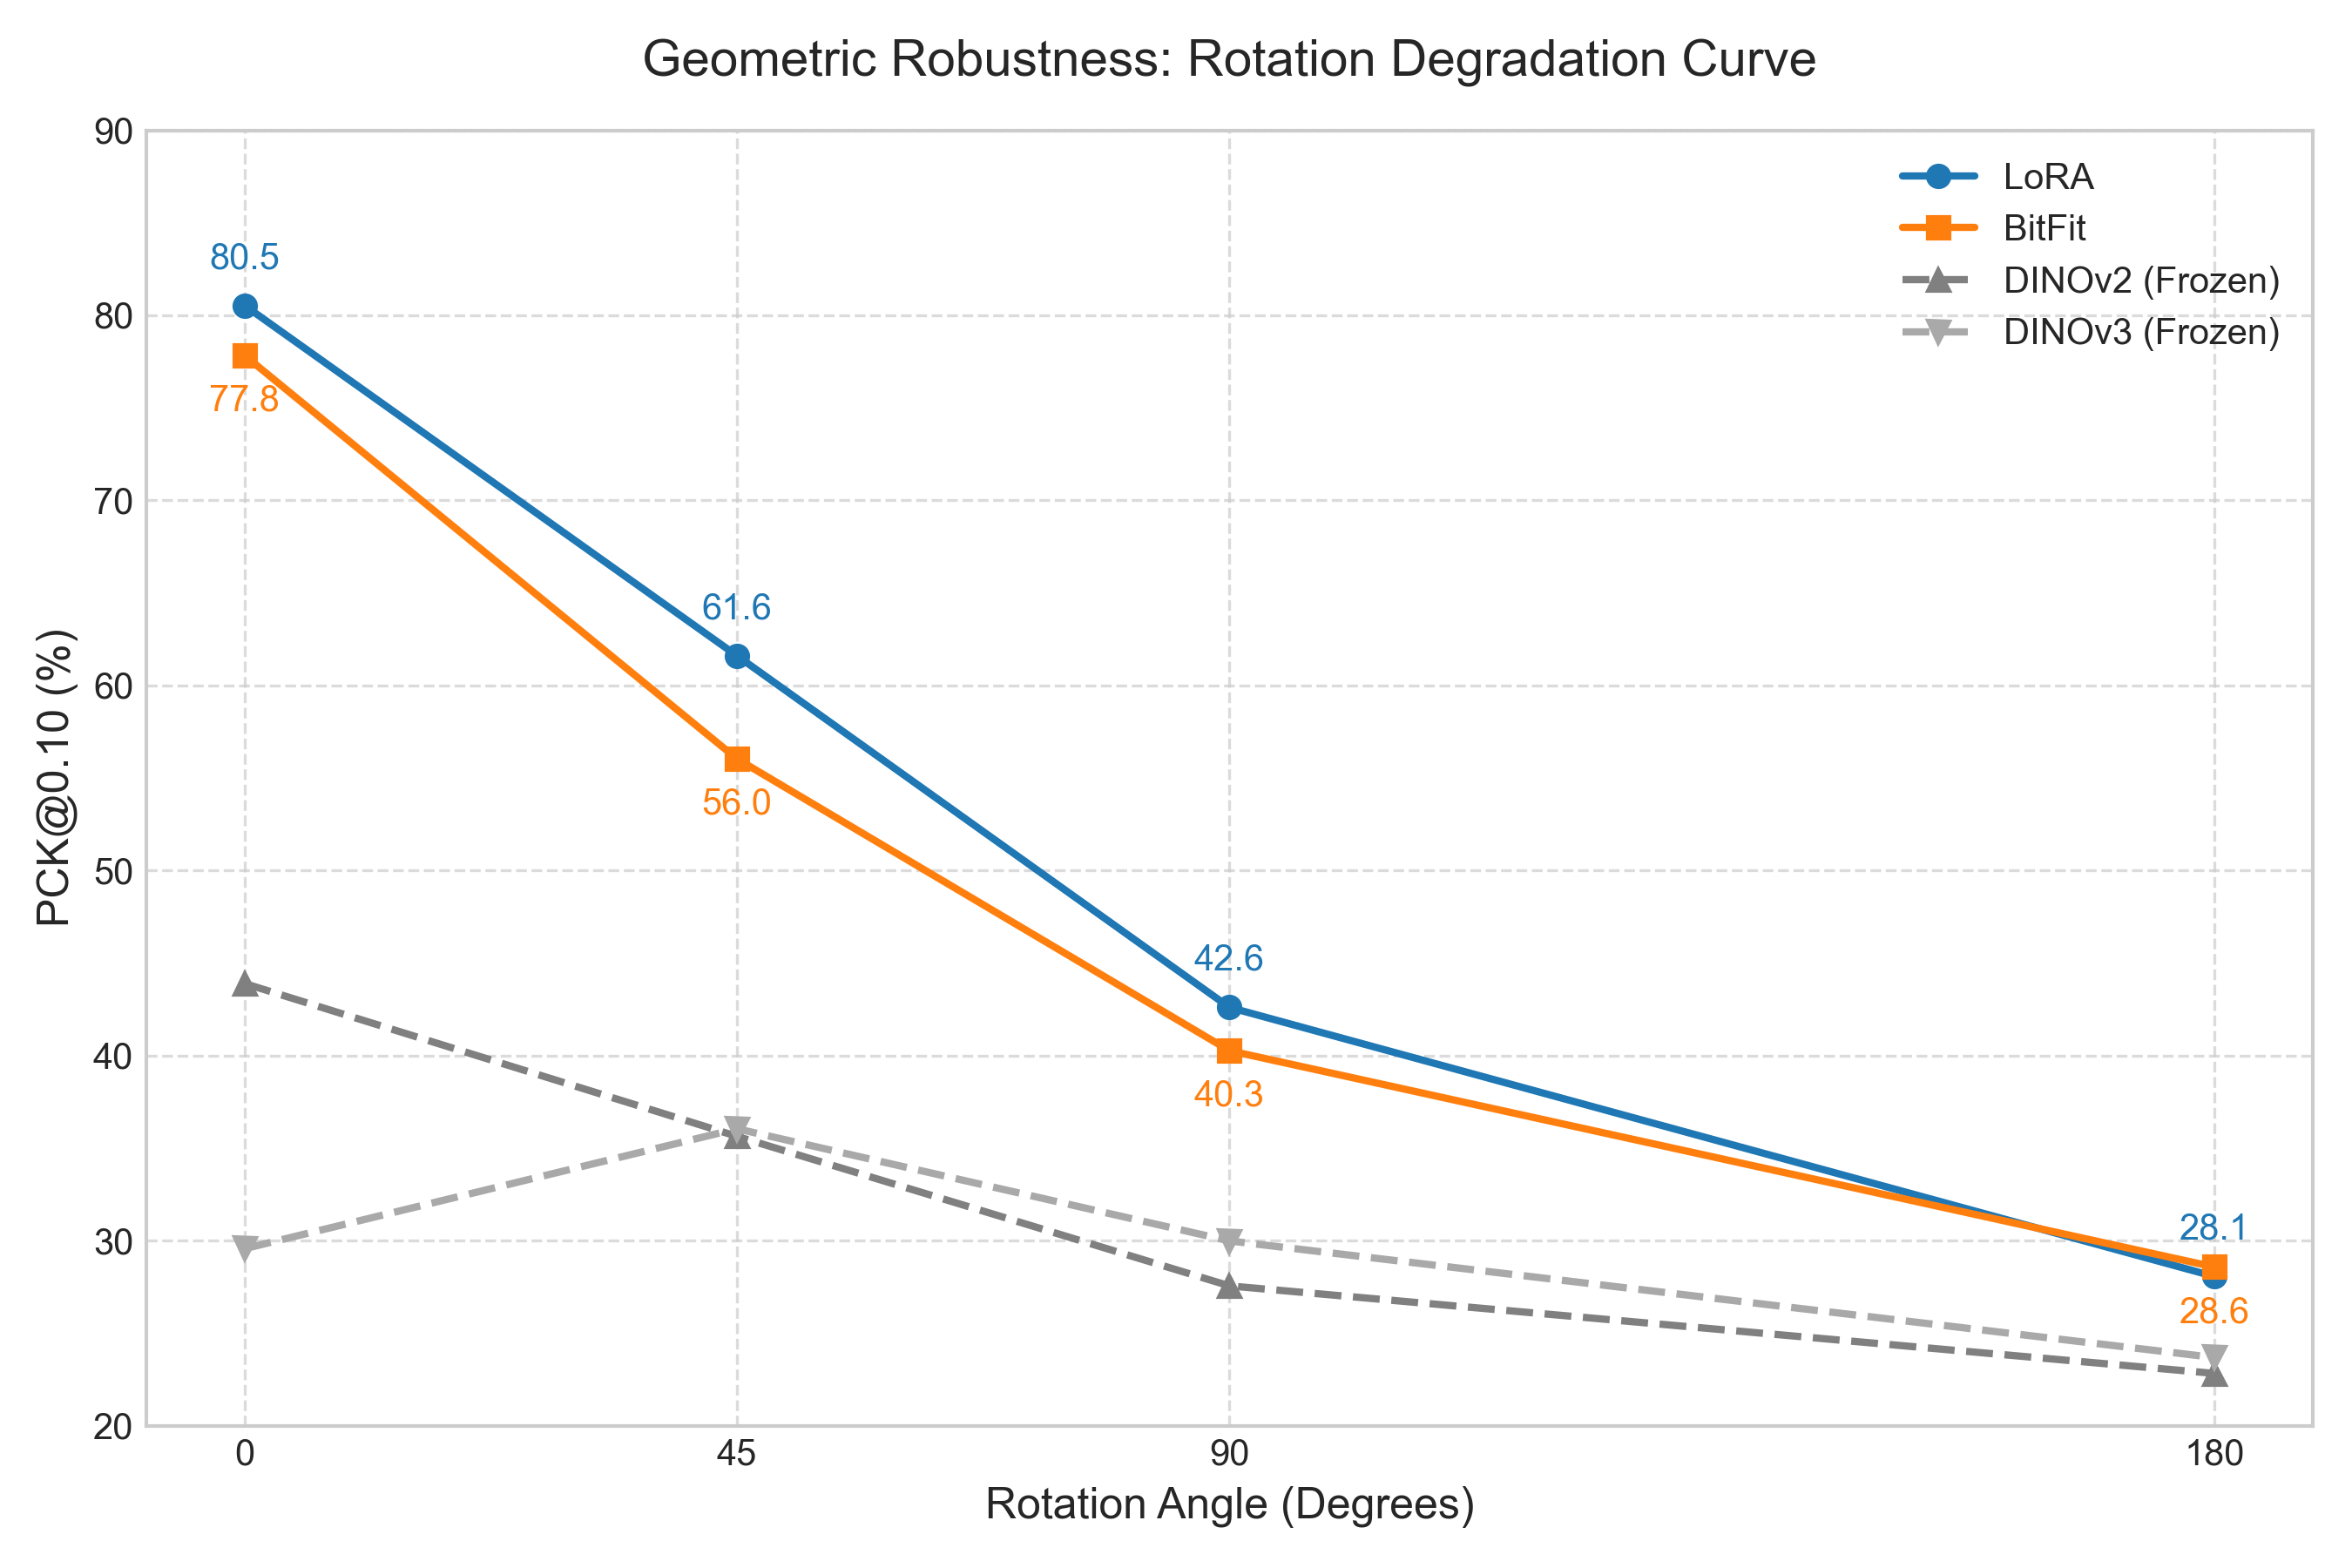 Geometric Robustness: Rotation Degradation Curve
90
80
70
60
50
40
30
20
PCK@0.10 (%)
LoRA
BitFit
DINOv2 (Frozen)
DINOv3 (Frozen)
80.5
77.8
61.6
56.0
42.6
40.3
28.1
28.6
0
45
90
180
Rotation Angle (Degrees)